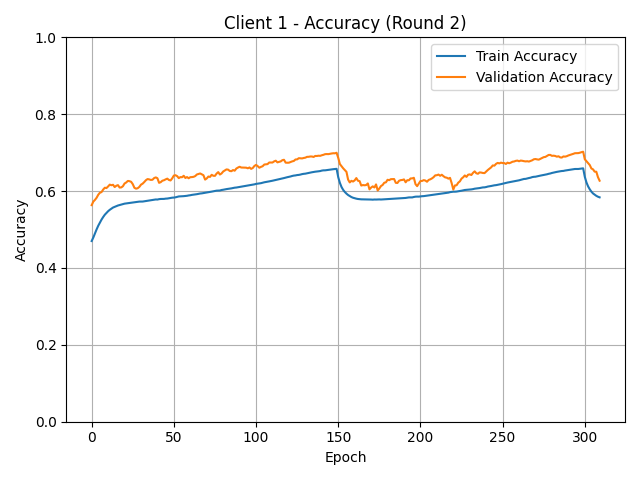 Client 1 - Accuracy (Round 2)
Train Accuracy
Validation Accuracy
1.0
0.8
0.6
0.4
0.2
0.0
Accuracy
0 50 100 150 200 250 300
Epoch